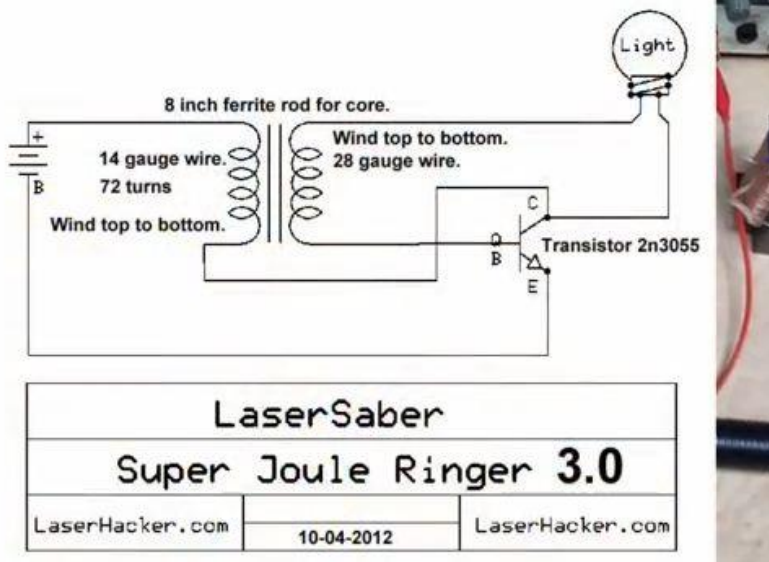 Light
8 inch ferrite rod for core.
+
14 gauge wire.
72 turns
B
Wind top to bottom.
Wind top to bottom.
28 gauge wire.
C
Q
B
E
Transistor 2n3055
LaserSaber
Super Joule Ringer 3.0
LaserHacker.com
10-04-2012
LaserHacker.com